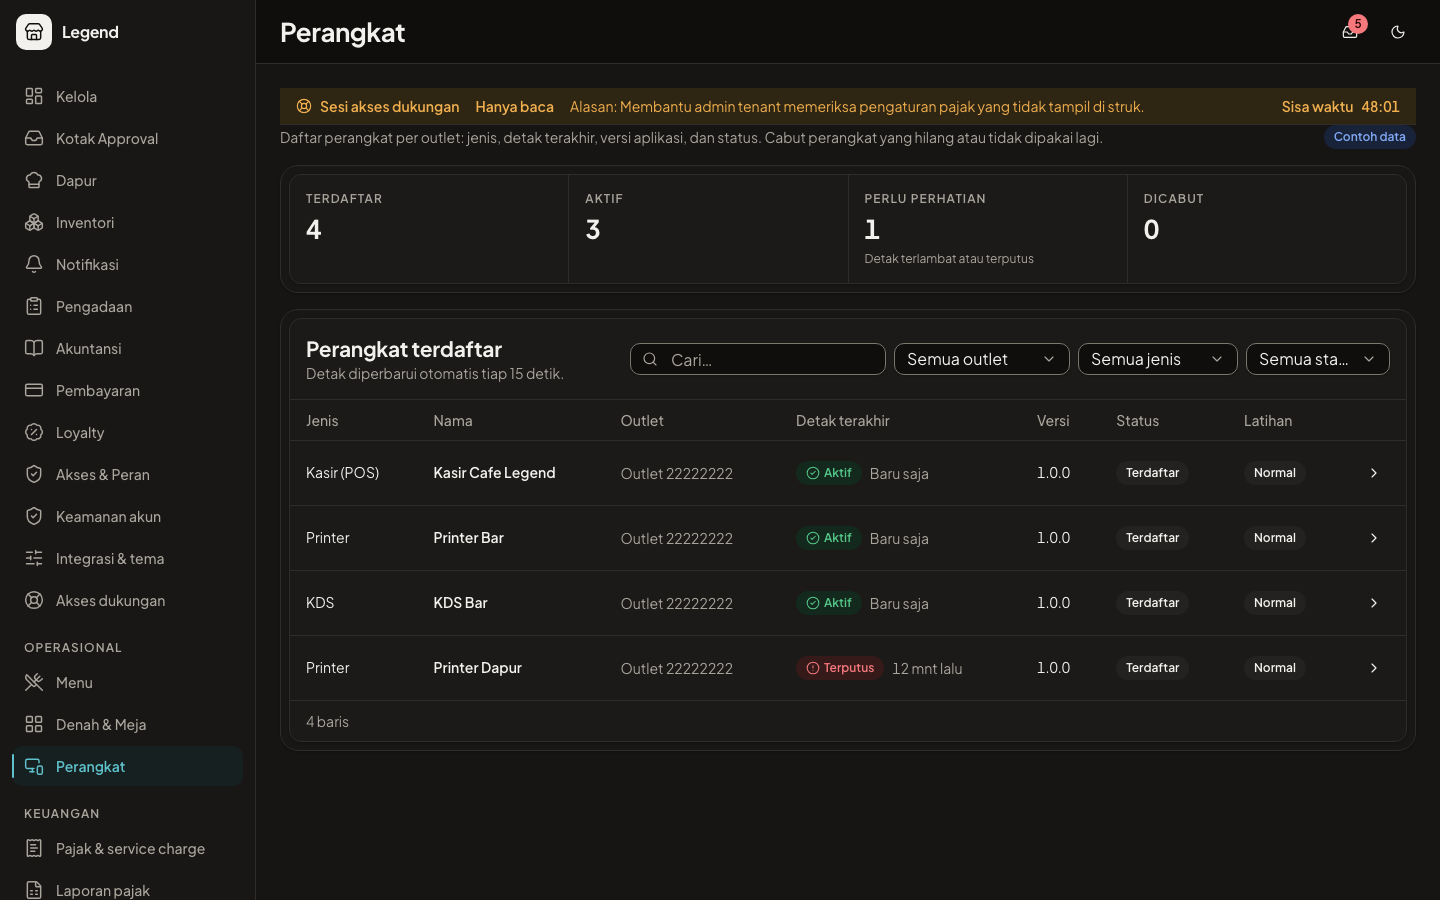 Legend
Perangkat
5
Kelola
Kotak Approval
Dapur
Inventori
Notifikasi
Pengadaan
Akuntansi
Pembayaran
Loyalty
Akses & Peran
Keamanan akun
Integrasi & tema
Akses dukungan
OPERASIONAL
Menu
Denah & Meja
Perangkat
KEUANGAN
Pajak & service charge
Laporan pajak
Sesi akses dukungan Hanya baca Alasan: Membantu admin tenant memeriksa pengaturan pajak yang tidak tampil di struk. Sisa waktu 48:01
Daftar perangkat per outlet: jenis, detak terakhir, versi aplikasi, dan status. Cabut perangkat yang hilang atau tidak dipakai lagi. Contoh data
TERDAFTAR AKTIF PERLU PERHATIAN DICABUT
4 3 1 0
Detak terlambat atau terputus
Perangkat terdaftar
Detak diperbarui otomatis tiap 15 detik.
Cari... Semua outlet Semua jenis Semua sta...
Jenis Nama Outlet Detak terakhir Versi Status Latihan
Kasir (POS) Kasir Cafe Legend Outlet 22222222 Aktif Baru saja 1.0.0 Terdaftar Normal
Printer Printer Bar Outlet 22222222 Aktif Baru saja 1.0.0 Terdaftar Normal
KDS KDS Bar Outlet 22222222 Aktif Baru saja 1.0.0 Terdaftar Normal
Printer Printer Dapur Outlet 22222222 Terputus 12 mnt lalu 1.0.0 Terdaftar Normal
4 baris